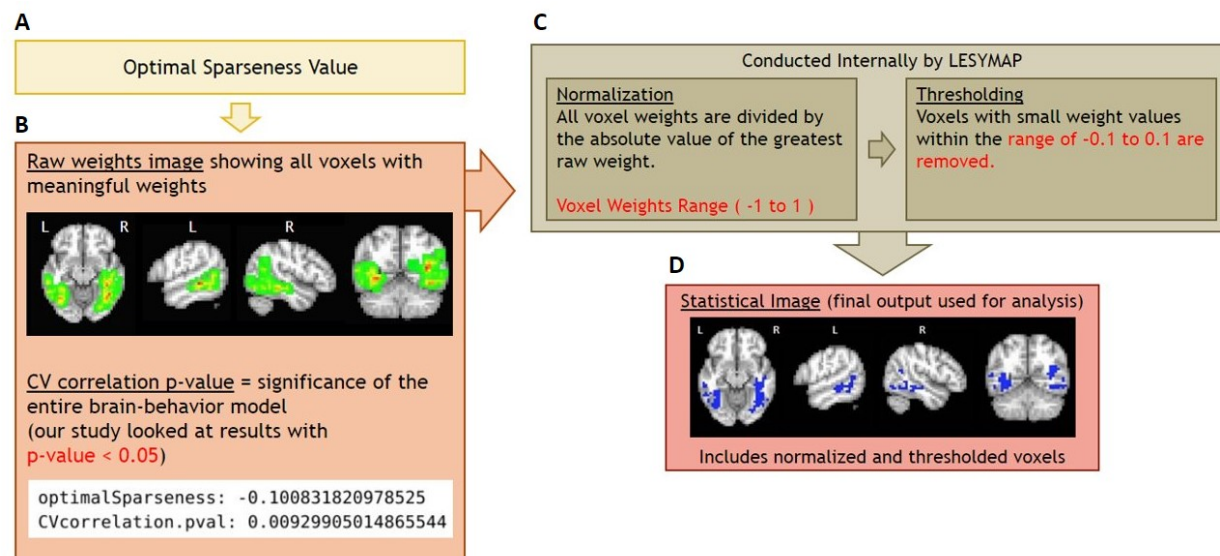 A
Optimal Sparseness Value
B
Raw weights image showing all voxels with
meaningful weights
L R L R
CV correlation p-value = significance of the
entire brain-behavior model
(our study looked at results with
p-value < 0.05)
optimalSparseness: -0.100831820978525
CVcorrelation.pval: 0.00929905014865544
C
Conducted Internally by LESYMAP
Normalization
All voxel weights are divided by
the absolute value of the greatest
raw weight.
Voxel Weights Range ( -1 to 1 )
Thresholding
Voxels with small weight values
within the range of -0.1 to 0.1 are
removed.
D
Statistical Image (final output used for analysis)
L R L R
Includes normalized and thresholded voxels